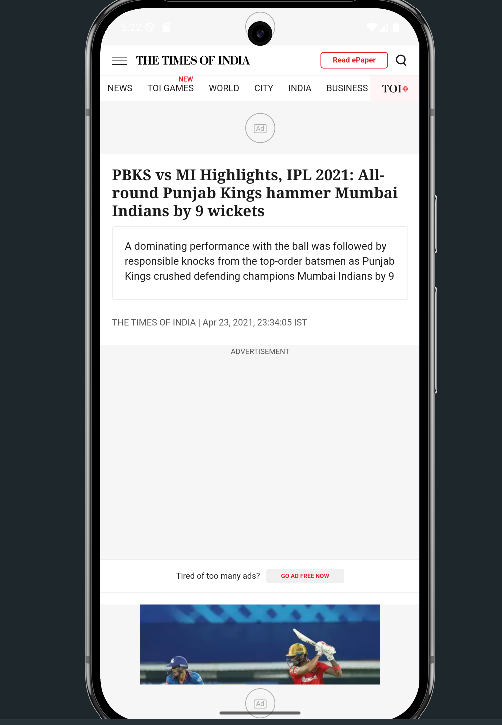 THE TIMES OF INDIA
Read ePaper
NEW
NEWS TOI GAMES WORLD CITY INDIA BUSINESS TOI+
Ad
PBKS vs MI Highlights, IPL 2021: All-
round Punjab Kings hammer Mumbai
Indians by 9 wickets
A dominating performance with the ball was followed by
responsible knocks from the top-order batsmen as Punjab
Kings crushed defending champions Mumbai Indians by 9
THE TIMES OF INDIA | Apr 23, 2021, 23:34:05 IST
ADVERTISEMENT
Tired of too many ads? GO AD FREE NOW
Ad